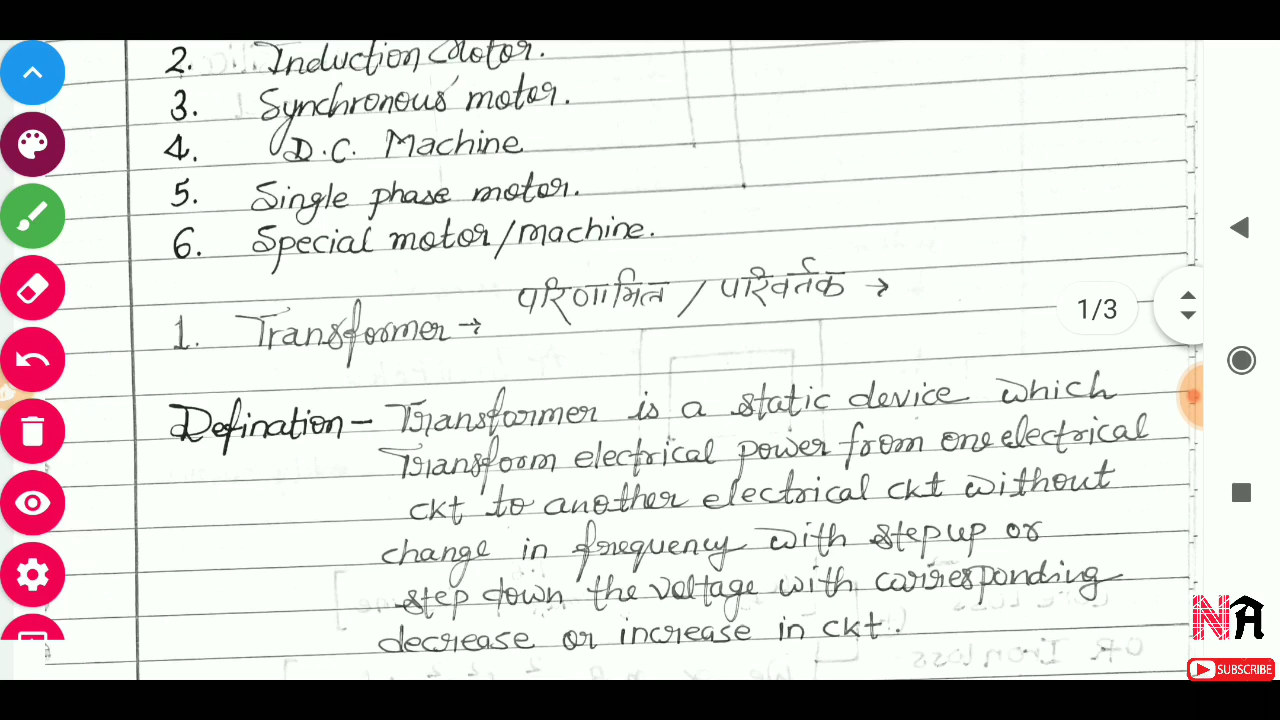 2. Induction Motor.
3. Synchronous motor.
4. D.C. Machine
5. Single phase motor.
6. Special motor/machine.
परिणामित्र / परिवर्तक →
1. Transformer →
1/3
Defination - Transformer is a static device which
Transform electrical power from one electrical
ckt to another electrical ckt without
change in frequency with step up or
step down the voltage with corresponding
decrease or increase in ckt.
NA
SUBSCRIBE